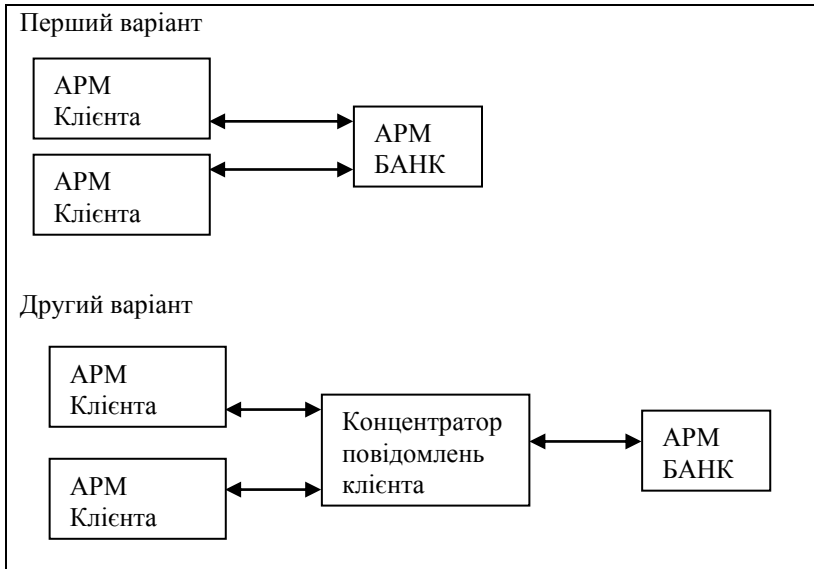 Перший варіант
АРМ
Клієнта
АРМ
БАНК
АРМ
Клієнта
Другий варіант
АРМ
Клієнта
Концентратор
повідомлень
клієнта
АРМ
БАНК
АРМ
Клієнта